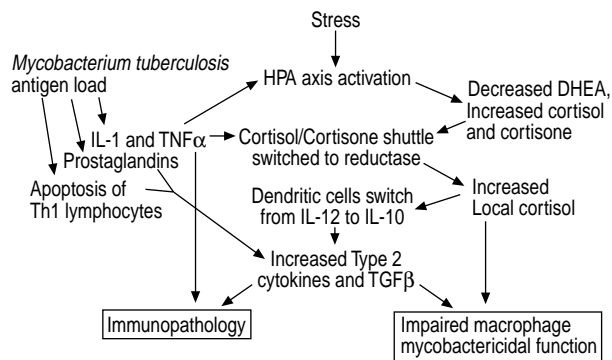 Stress
Mycobacterium tuberculosis
antigen load
HPA axis activation
Decreased DHEA,
Increased cortisol
and cortisone
IL-1 and TNFα
Prostaglandins
Cortisol/Cortisone shuttle
switched to reductase
Apoptosis of
Th1 lymphocytes
Dendritic cells switch
from IL-12 to IL-10
Increased
Local cortisol
Increased Type 2
cytokines and TGFβ
Immunopathology
Impaired macrophage
mycobactericidal function